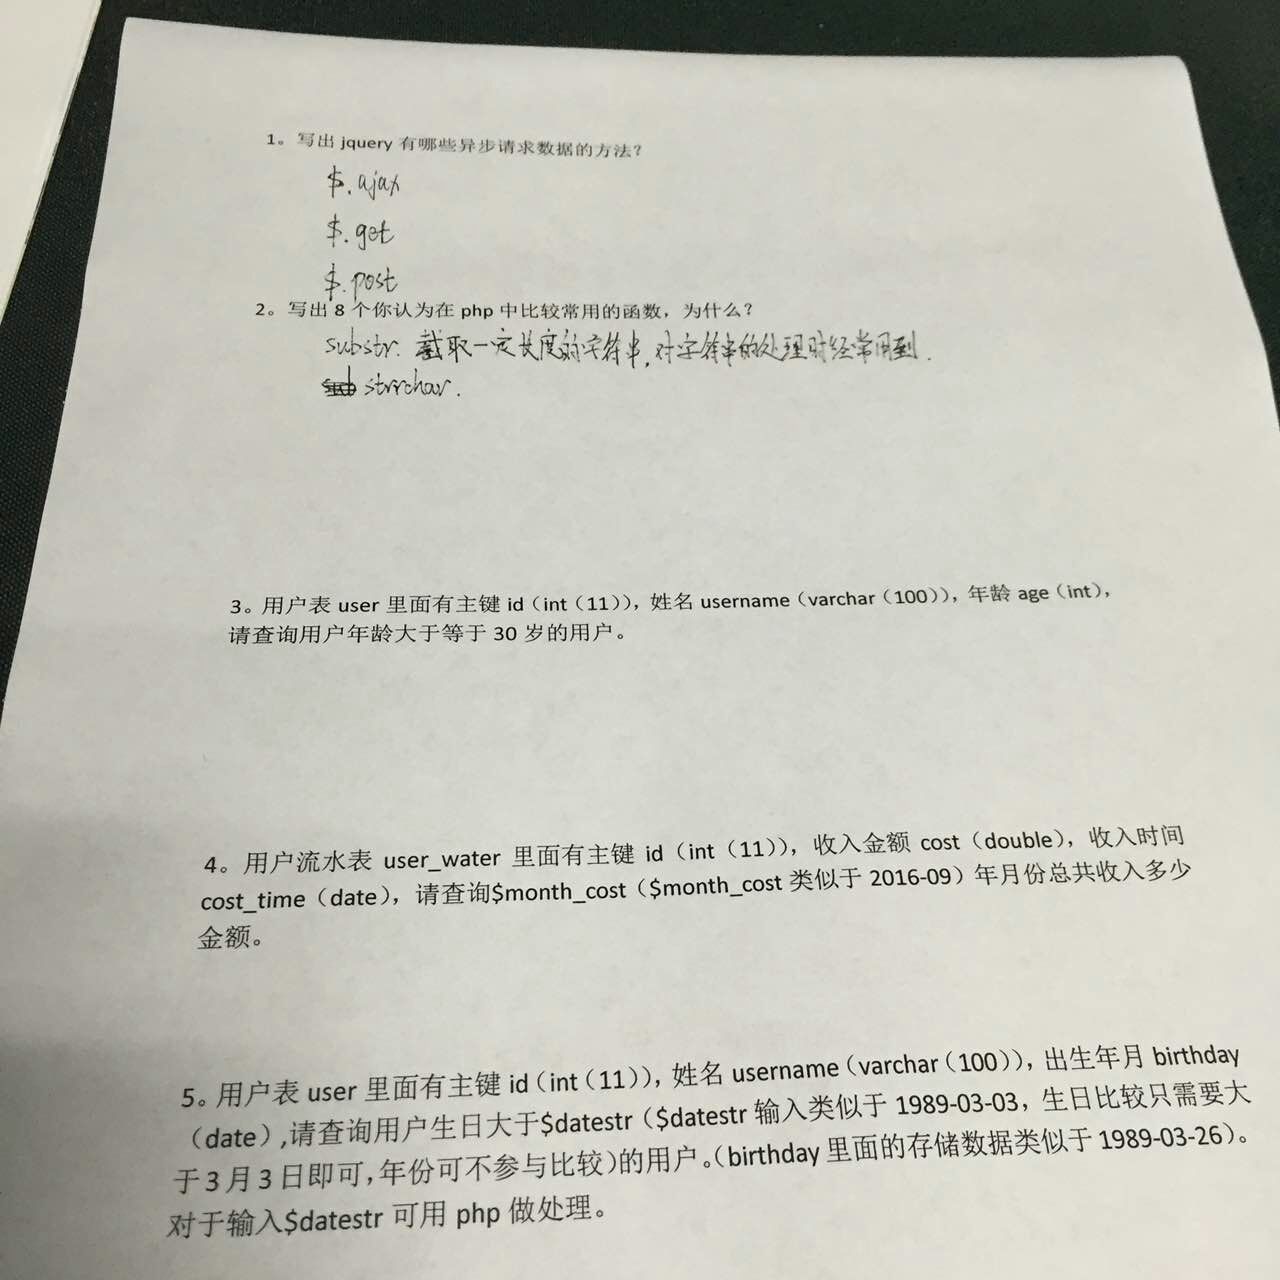 1。写出 jquery 有哪些异步请求数据的方法？
$.ajax
$.get
$.post
2。写出 8 个你认为在 php 中比较常用的函数，为什么？
substr. 截取一定长度的字符串，对字符串的处理时经常用到.
strrchar.
3。用户表 user 里面有主键 id（int（11）），姓名 username（varchar（100）），年龄 age（int），
请查询用户年龄大于等于 30 岁的用户。
4。用户流水表 user_water 里面有主键 id（int（11）），收入金额 cost（double），收入时间
cost_time（date），请查询$month_cost（$month_cost 类似于 2016-09）年月份总共收入多少
金额。
5。用户表 user 里面有主键 id（int（11）），姓名 username（varchar（100）），出生年月 birthday
（date）,请查询用户生日大于$datestr（$datestr 输入类似于 1989-03-03，生日比较只需要大
于 3 月 3 日即可，年份可不参与比较）的用户。（birthday 里面的存储数据类似于 1989-03-26）。
对于输入$datestr 可用 php 做处理。